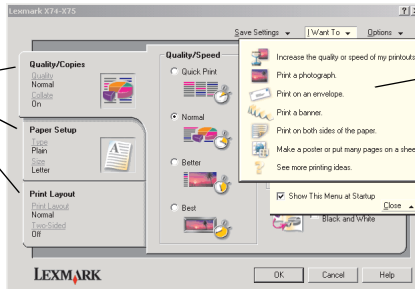 Lexmark X74-X75
Save Settings
I Want To
Options
Quality/Copies
Quality
Normal
Collate
On
Paper Setup
Type
Plain
Size
Letter
Print Layout
Print Layout
Normal
Two-Sided
Off
Quality/Speed
Quick Print
Normal
Better
Best
Increase the quality or speed of my printouts
Print a photograph.
Print on an envelope.
Print a banner.
Print on both sides of the paper.
Make a poster or put many pages on a shee
See more printing ideas.
Show This Menu at Startup
Close
Black and White
LEXMARK
OK
Cancel
Help